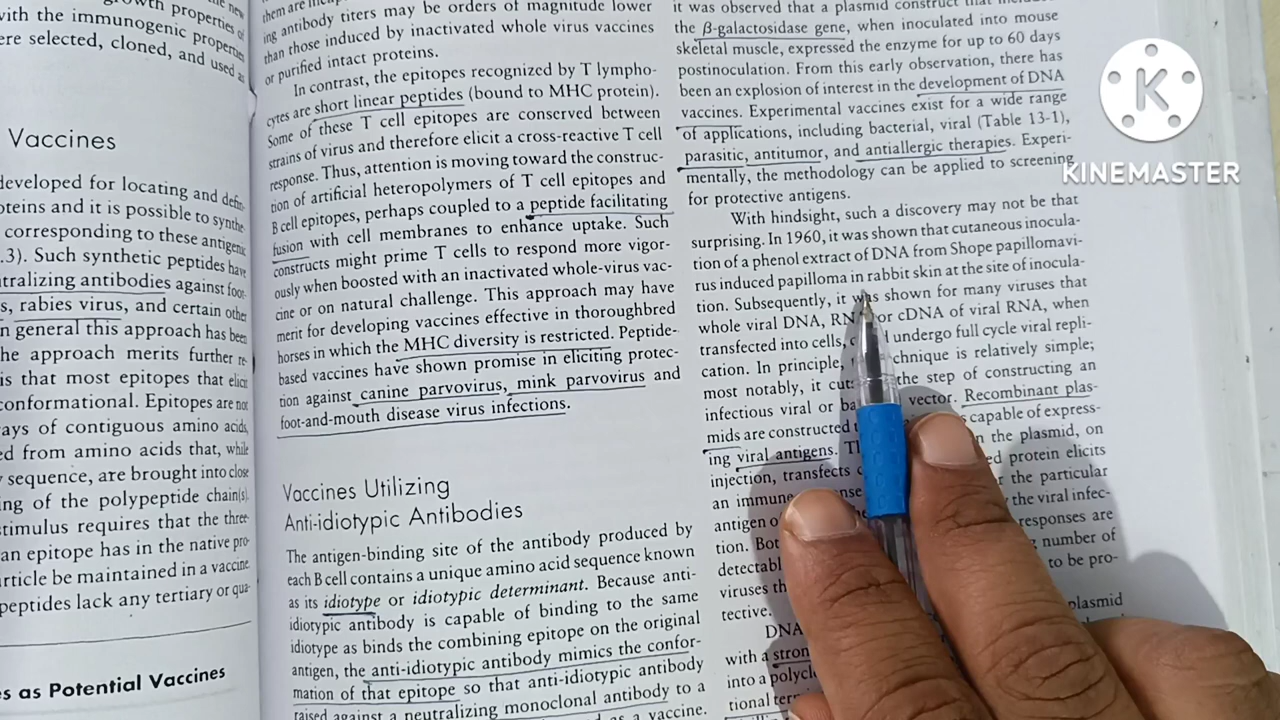 growth properties of
with the immunogenic properties
ere selected, cloned, and used as
Vaccines
developed for locating and defin-
oteins and it is possible to synthe-
corresponding to these antigenic
.3). Such synthetic peptides have
tralizing antibodies against foot-
s, rabies virus, and certain other
n general this approach has been
he approach merits further re-
is that most epitopes that elicit
conformational. Epitopes are not
ays of contiguous amino acids,
ed from amino acids that, while
y sequence, are brought into close
ing of the polypeptide chain(s).
stimulus requires that the three-
an epitope has in the native pro-
article be maintained in a vaccine.
peptides lack any tertiary or qua-
s as Potential Vaccines
them are
ing antibody titers may be orders of magnitude lower
than those induced by inactivated whole virus vaccines
or purified intact proteins.
In contrast, the epitopes recognized by T lympho-
cytes are short linear peptides (bound to MHC protein).
Some of these T cell epitopes are conserved between
strains of virus and therefore elicit a cross-reactive T cell
response. Thus, attention is moving toward the construc-
tion of artificial heteropolymers of T cell epitopes and
B cell epitopes, perhaps coupled to a peptide facilitating
fusion with cell membranes to enhance uptake. Such
constructs might prime T cells to respond more vigor-
ously when boosted with an inactivated whole-virus vac-
cine or on natural challenge. This approach may have
merit for developing vaccines effective in thoroughbred
horses in which the MHC diversity is restricted. Peptide-
based vaccines have shown promise in eliciting protec-
tion against canine parvovirus, mink parvovirus and
foot-and-mouth disease virus infections.
Vaccines Utilizing
Anti-idiotypic Antibodies
The antigen-binding site of the antibody produced by
each B cell contains a unique amino acid sequence known
as its idiotype or idiotypic determinant. Because anti-
idiotypic antibody is capable of binding to the same
idiotype as binds the combining epitope on the original
antigen, the anti-idiotypic antibody mimics the confor-
mation of that epitope so that anti-idiotypic antibody
raised against a neutralizing monoclonal antibody to a
as a vaccine.
it was observed that a plasmid construct that
the β-galactosidase gene, when inoculated into mouse
skeletal muscle, expressed the enzyme for up to 60 days
postinoculation. From this early observation, there has
been an explosion of interest in the development of DNA
vaccines. Experimental vaccines exist for a wide range
of applications, including bacterial, viral (Table 13-1),
parasitic, antitumor, and antiallergic therapies. Experi-
mentally, the methodology can be applied to screening
for protective antigens.
With hindsight, such a discovery may not be that
surprising. In 1960, it was shown that cutaneous inocula-
tion of a phenol extract of DNA from Shope papillomavi-
rus induced papilloma in rabbit skin at the site of inocula-
tion. Subsequently, it was shown for many viruses that
whole viral DNA, RN or cDNA of viral RNA, when
transfected into cells, undergo full cycle viral repli-
cation. In principle, chnique is relatively simple;
most notably, it cuts the step of constructing an
infectious viral or ba vector. Recombinant plas-
mids are constructed capable of express-
ing viral antigens. T n the plasmid, on
injection, transfects ed protein elicits
an immune nse r the particular
antigen o the viral infec-
tion. Bot responses are
detectabl number of
viruses th to be pro-
tective.
DNA plasmid
with a stron
into a polycl
tional term
K
KINEMASTER